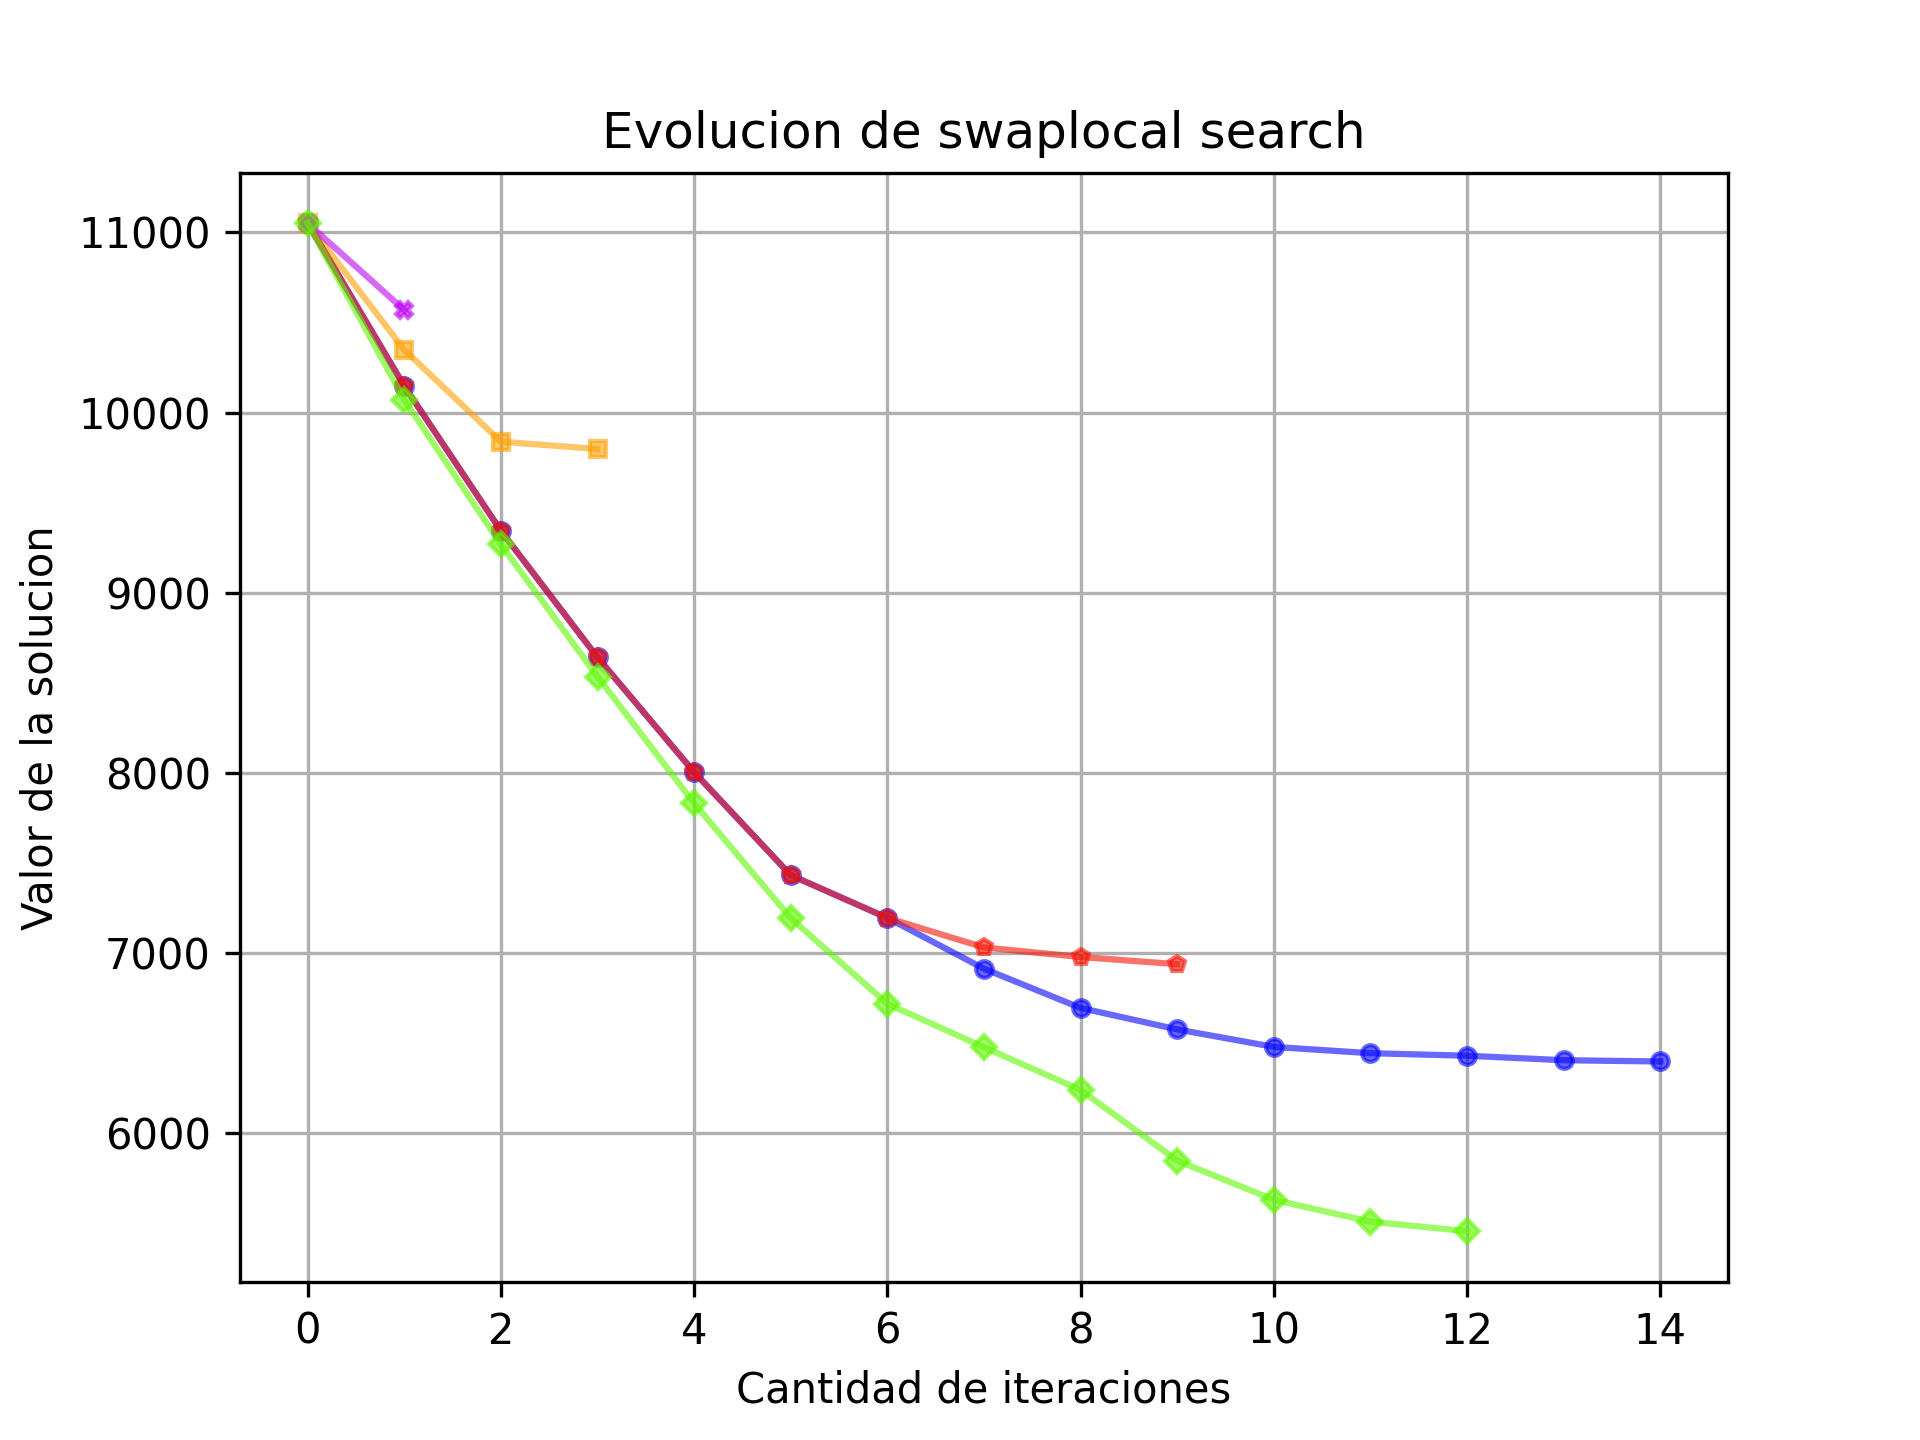 Evolucion de swaplocal search
Valor de la solucion
11000
10000
9000
8000
7000
6000
0 2 4 6 8 10 12 14
Cantidad de iteraciones